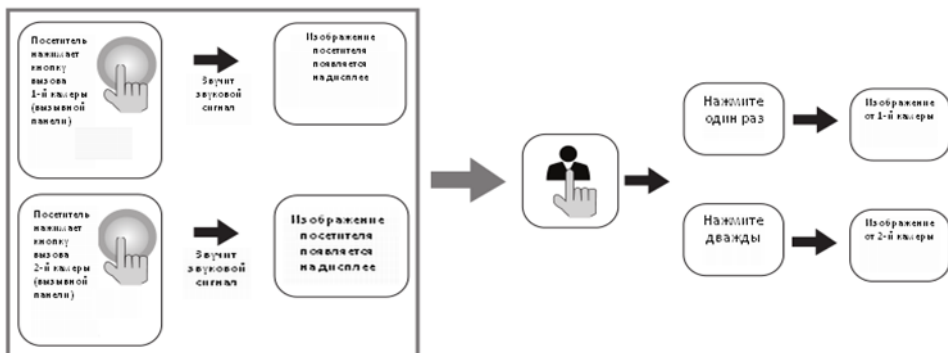 Посетитель
нажимает
кнопку
вызова
1-й камеры
(вызывной
панели)
Звучит
звуковой
сигнал
Изображение
посетителя
появляется
на дисплее
Посетитель
нажимает
кнопку
вызова
2-й камеры
(вызывной
панели)
Звучит
звуковой
сигнал
Изображение
посетителя
появляется
на дисплее
Нажмите
один раз
Изображение
от 1-й камеры
Нажмите
дважды
Изображение
от 2-й камеры